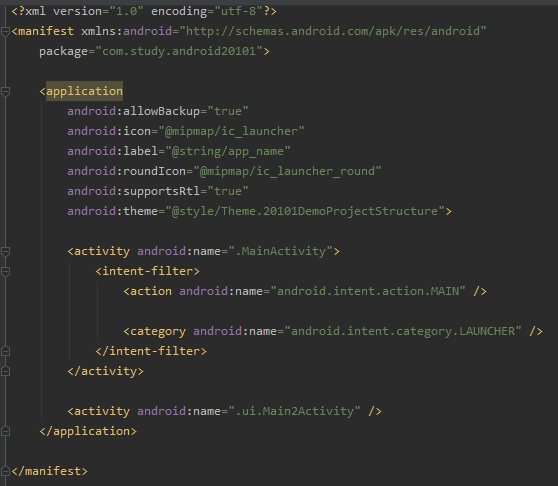 <?xml version="1.0" encoding="utf-8"?>
<manifest xmlns:android="http://schemas.android.com/apk/res/android"
    package="com.study.android20101">

    <application
        android:allowBackup="true"
        android:icon="@mipmap/ic_launcher"
        android:label="@string/app_name"
        android:roundIcon="@mipmap/ic_launcher_round"
        android:supportsRtl="true"
        android:theme="@style/Theme.20101DemoProjectStructure">

        <activity android:name=".MainActivity">
            <intent-filter>
                <action android:name="android.intent.action.MAIN" />

                <category android:name="android.intent.category.LAUNCHER" />
            </intent-filter>
        </activity>

        <activity android:name=".ui.Main2Activity" />
    </application>

</manifest>